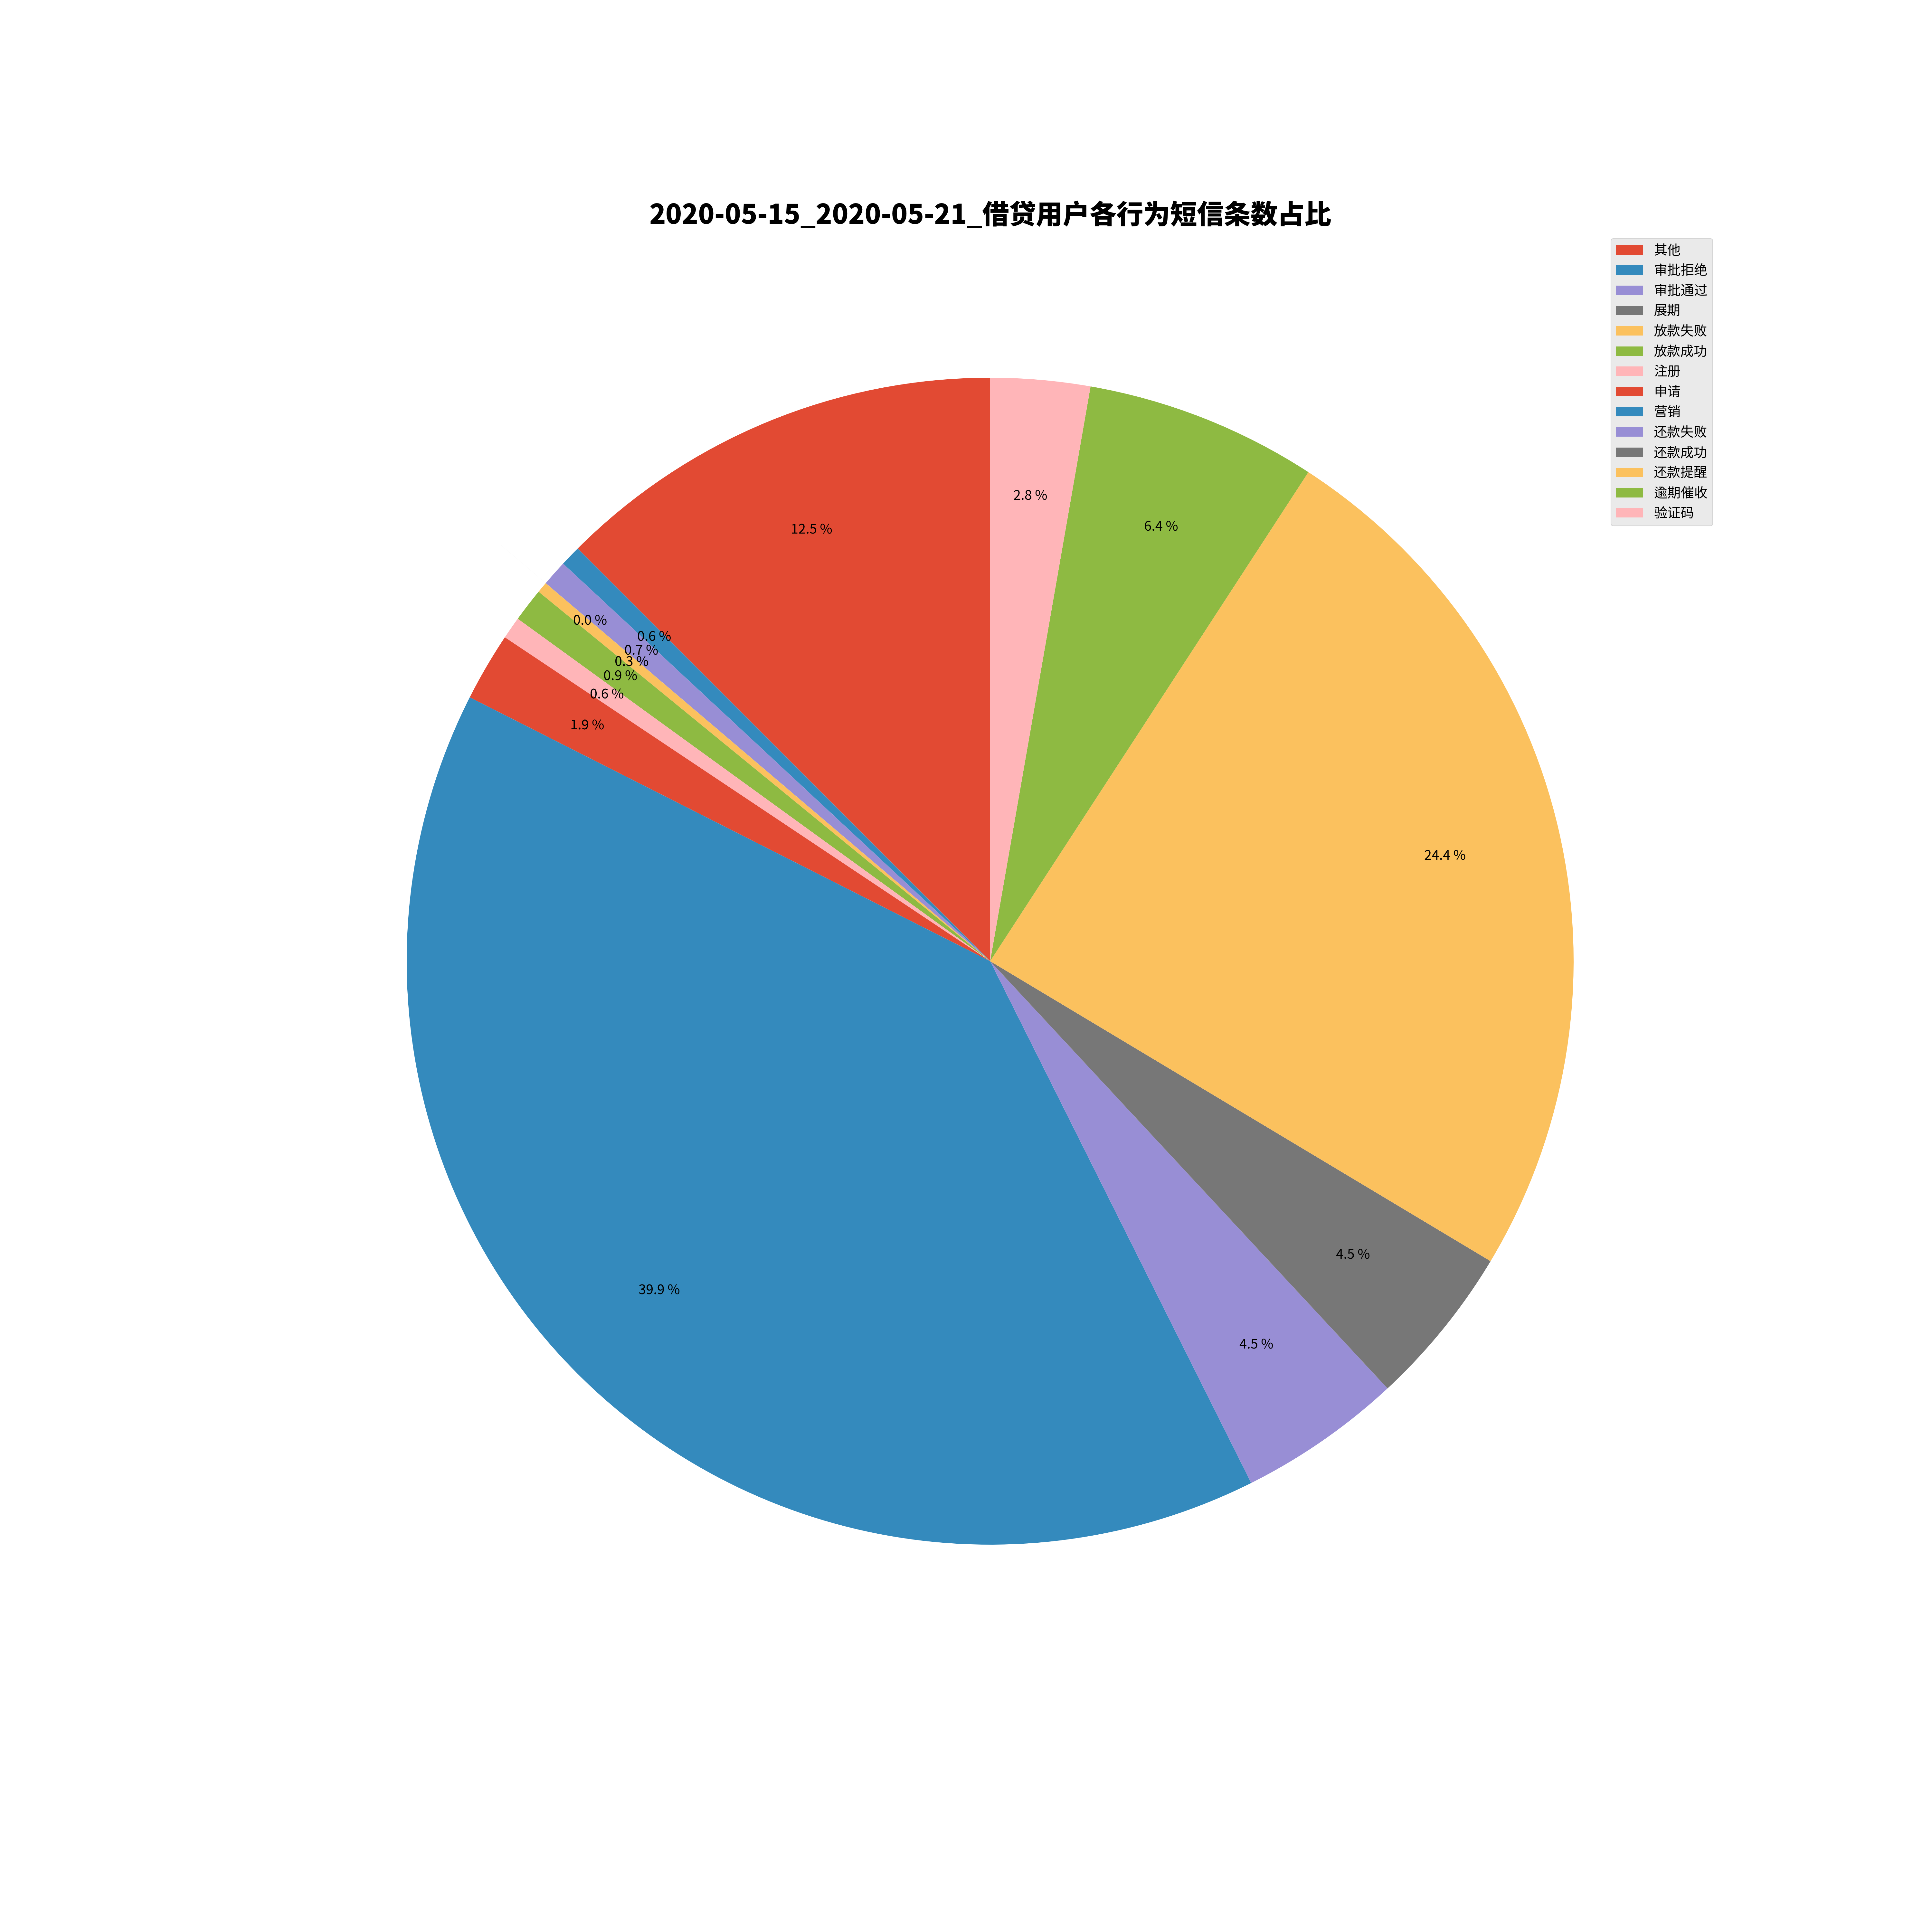 2020-05-15_2020-05-21_借贷用户各行为短信条数占比
其他
审批拒绝
审批通过
展期
放款失败
放款成功
注册
申请
营销
还款失败
还款成功
还款提醒
逾期催收
验证码
2.8 %
6.4 %
12.5 %
0.0 %
0.6 %
0.7 %
0.3 %
0.9 %
0.6 %
1.9 %
24.4 %
4.5 %
39.9 %
4.5 %